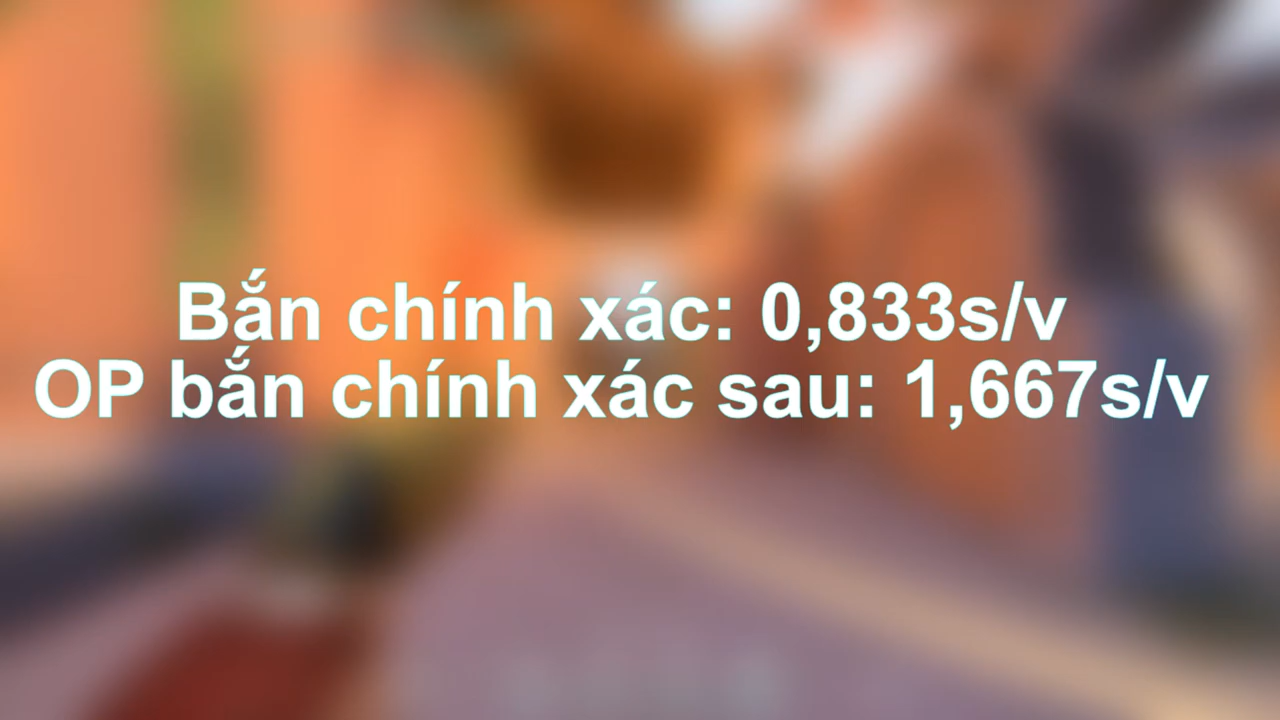 Bắn chính xác: 0,833s/v
OP bắn chính xác sau: 1,667s/v